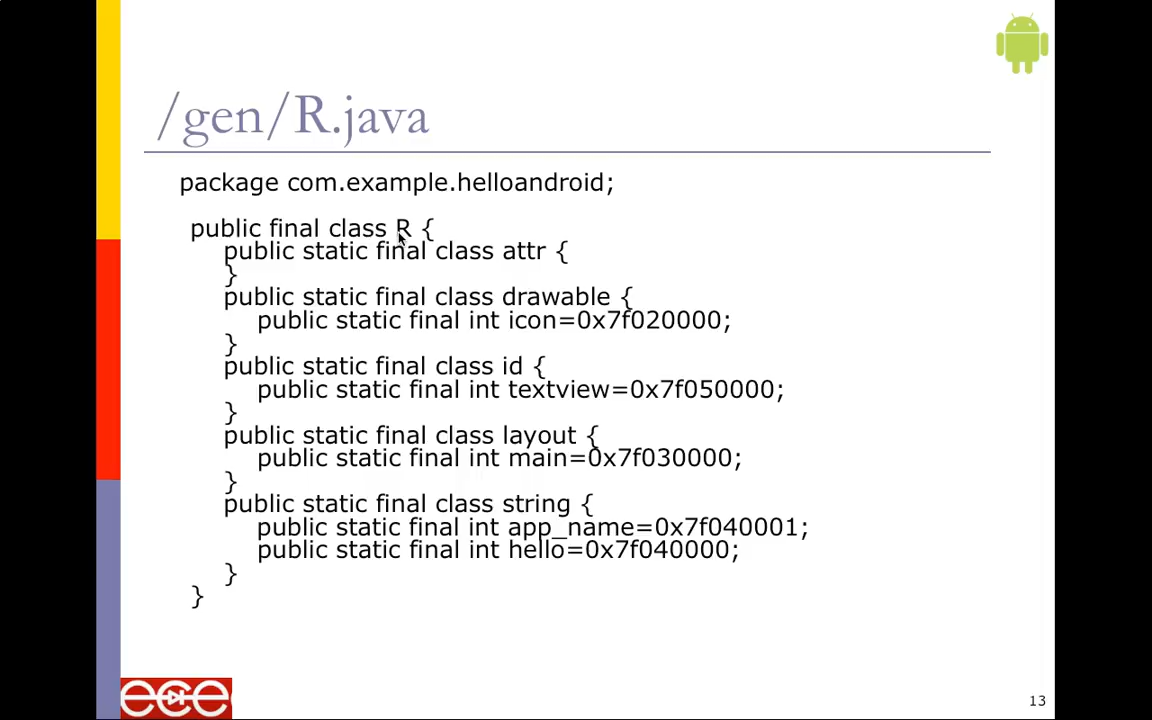 /gen/R.java
package com.example.helloandroid;
public final class R {
public static final class attr {
}
public static final class drawable {
public static final int icon=0x7f020000;
}
public static final class id {
public static final int textview=0x7f050000;
}
public static final class layout {
public static final int main=0x7f030000;
}
public static final class string {
public static final int app_name=0x7f040001;
public static final int hello=0x7f040000;
}
}
ece
13